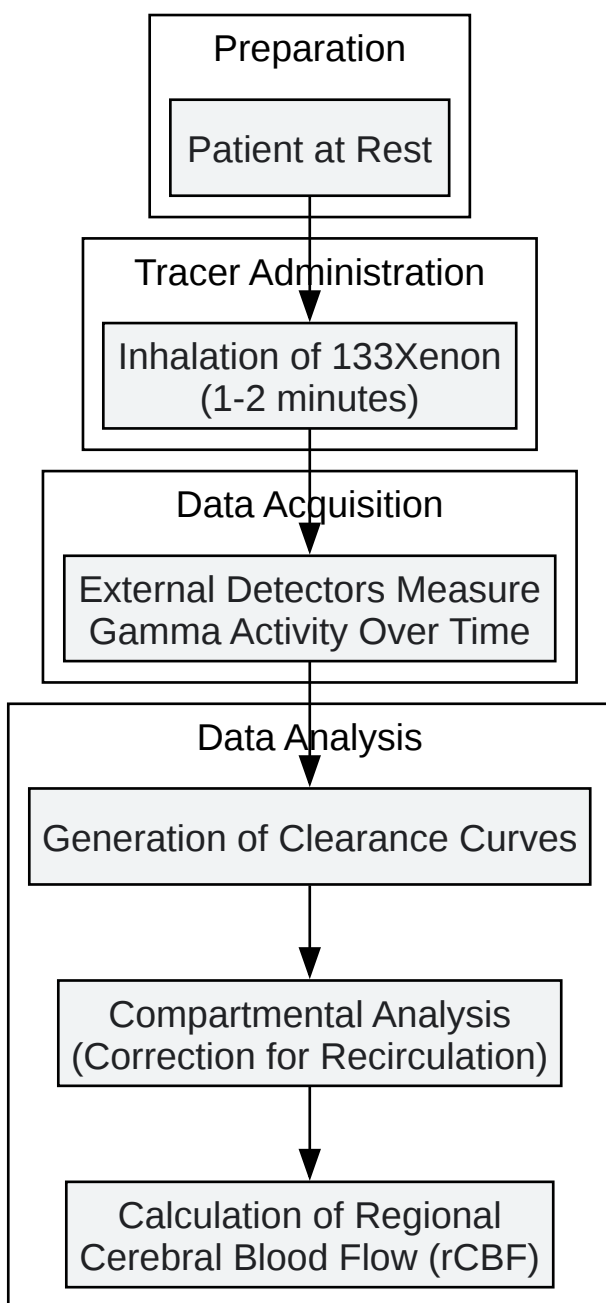 Preparation
Patient at Rest
Tracer Administration
Inhalation of 133Xenon
(1-2 minutes)
Data Acquisition
External Detectors Measure
Gamma Activity Over Time
Data Analysis
Generation of Clearance Curves
Compartmental Analysis
(Correction for Recirculation)
Calculation of Regional
Cerebral Blood Flow (rCBF)